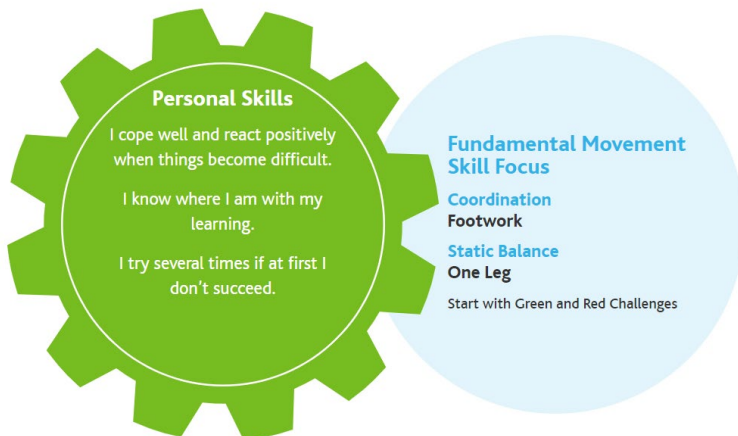 Personal Skills
I cope well and react positively
when things become difficult.
I know where I am with my
learning.
I try several times if at first I
don't succeed.
Fundamental Movement
Skill Focus
Coordination
Footwork
Static Balance
One Leg
Start with Green and Red Challenges